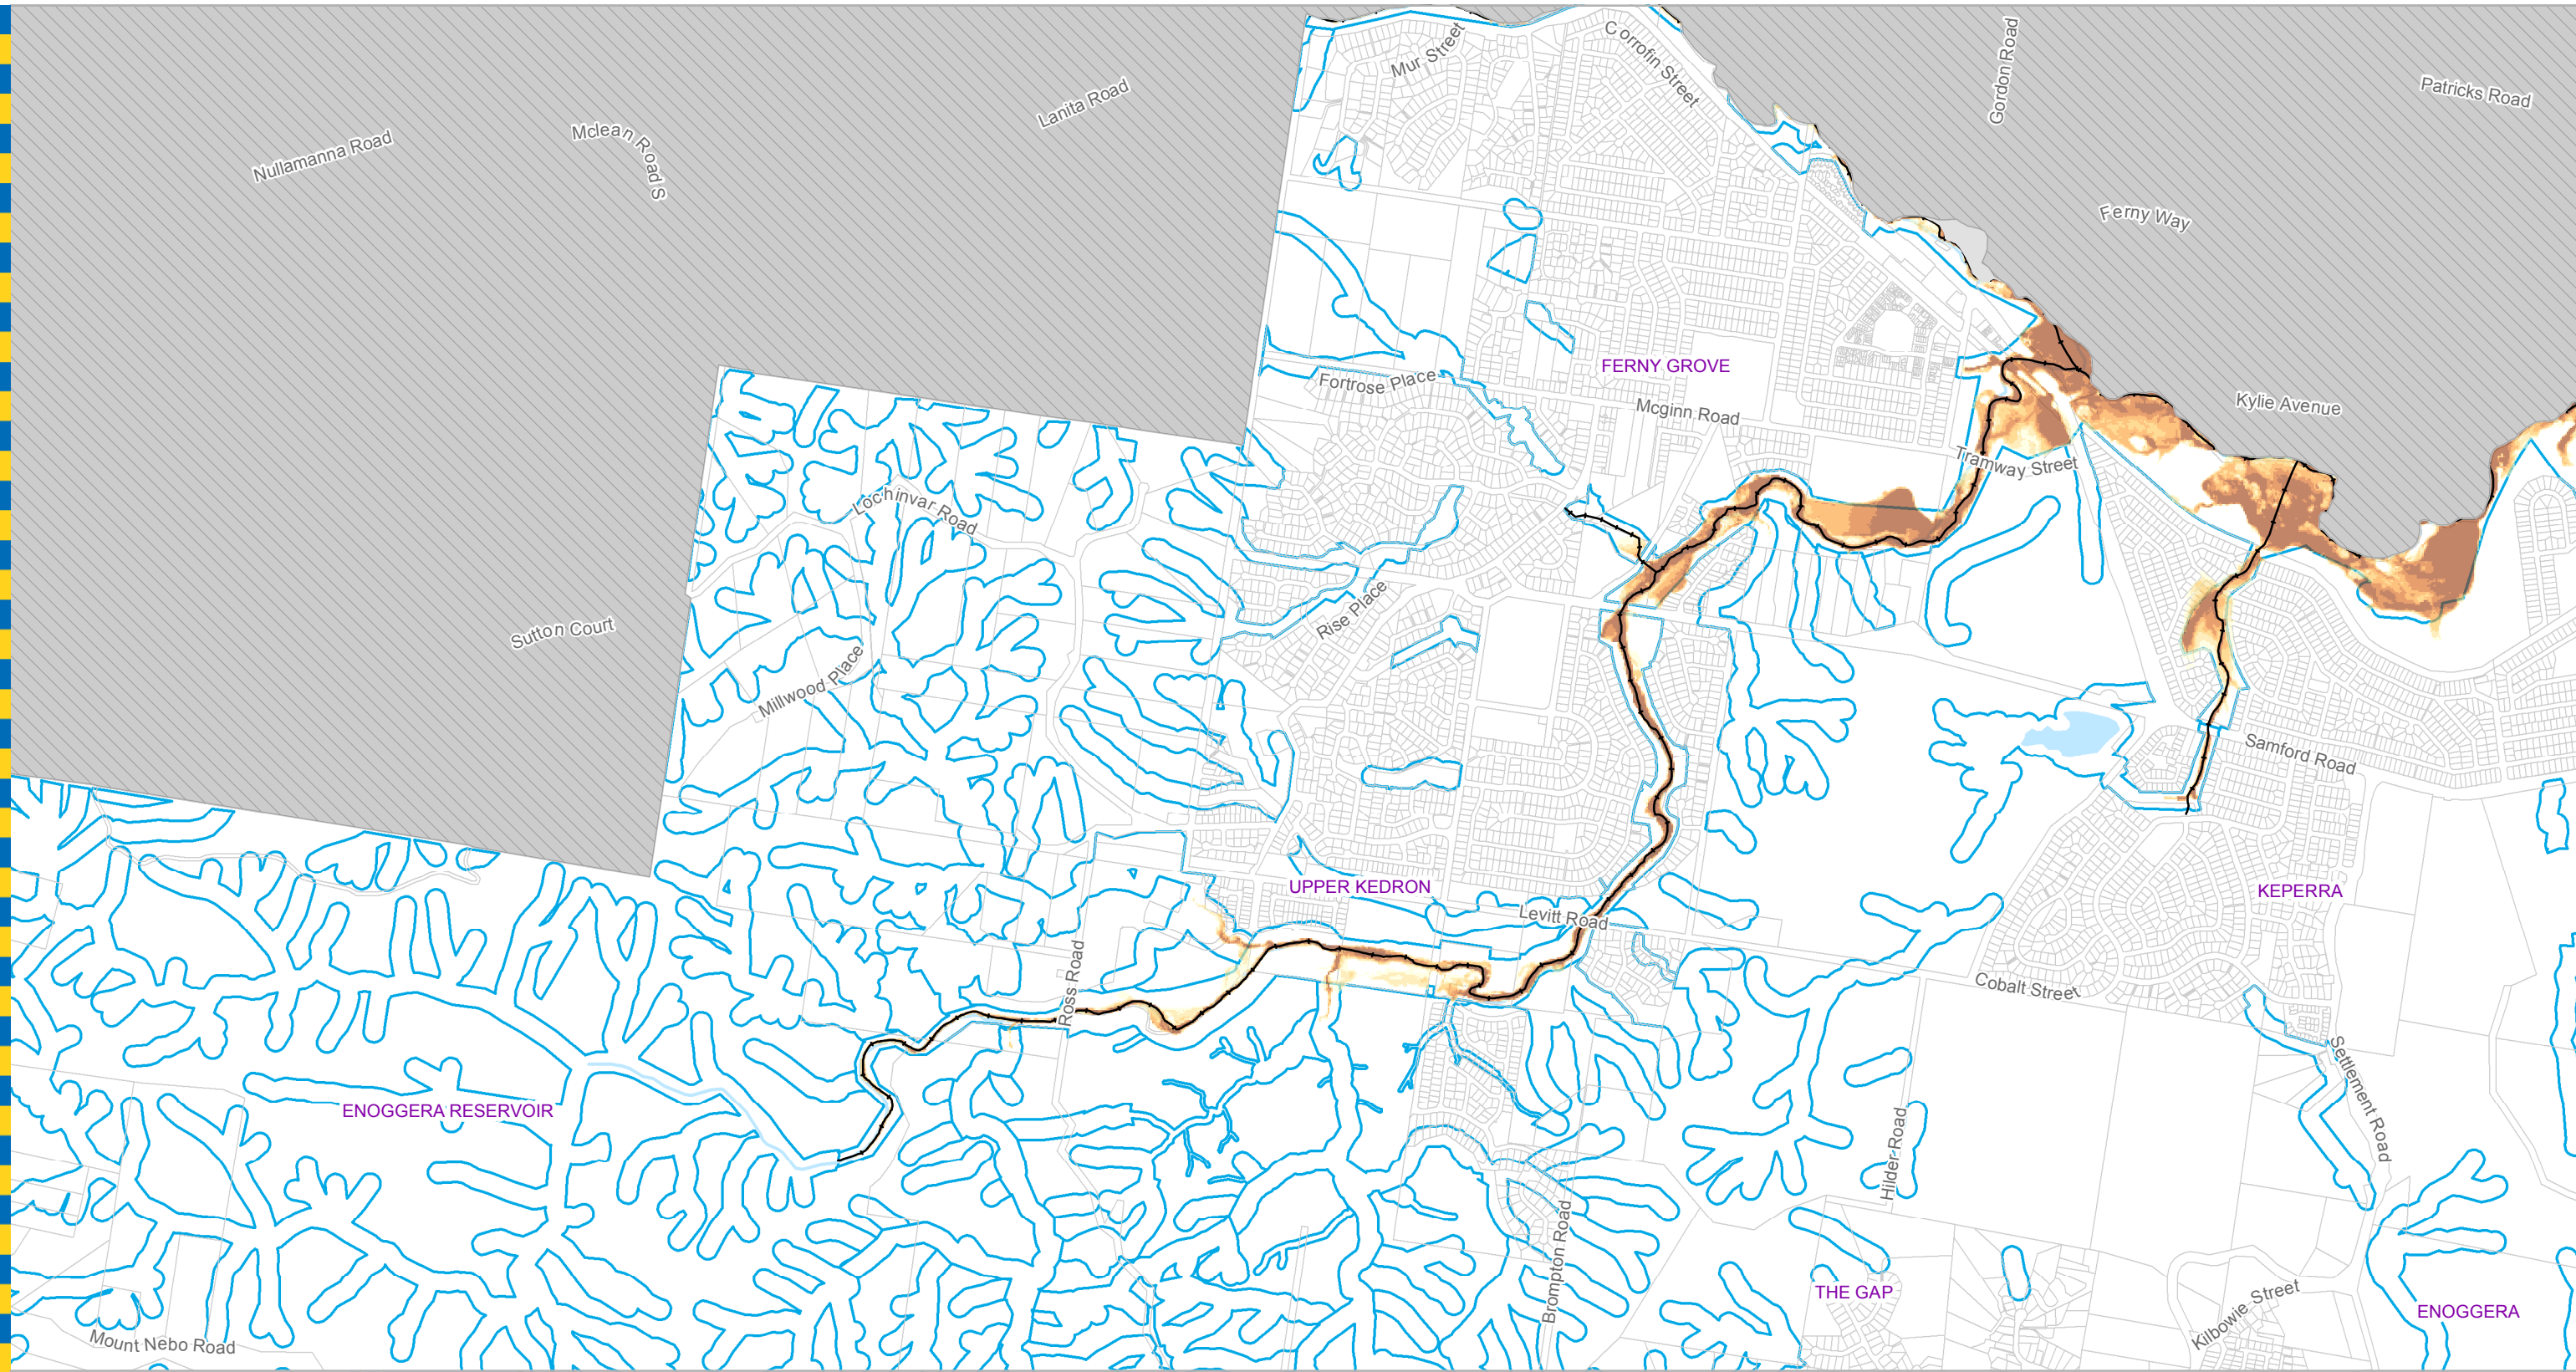 Mur Street
Corrofin Street
Gordon Road
Patricks Road
Lanita Road
Nullamanna Road
Mclean Road S
Ferny Way
FERNY GROVE
Fortrose Place
Mcginn Road
Kylie Avenue
Tramway Street
Lochinvar Road
Rise Place
Sutton Court
Millwood Place
Samford Road
UPPER KEDRON
KEPERRA
Levitt Road
Ross Road
Cobalt Street
Settlement Road
ENOGGERA RESERVOIR
Hilder Road
Brompton Road
THE GAP
Kilbowie Street
ENOGGERA
Mount Nebo Road